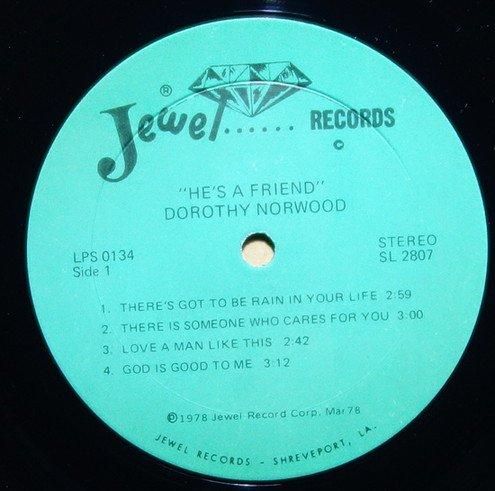 ®
Jewel...... RECORDS
©
"HE'S A FRIEND"
DOROTHY NORWOOD
LPS 0134
Side 1
STEREO
SL 2807
1. THERE'S GOT TO BE RAIN IN YOUR LIFE 2:59
2. THERE IS SOMEONE WHO CARES FOR YOU 3:00
3. LOVE A MAN LIKE THIS 2:42
4. GOD IS GOOD TO ME 3:12
℗1978 Jewel Record Corp. Mar78
JEWEL RECORDS - SHREVEPORT, LA.